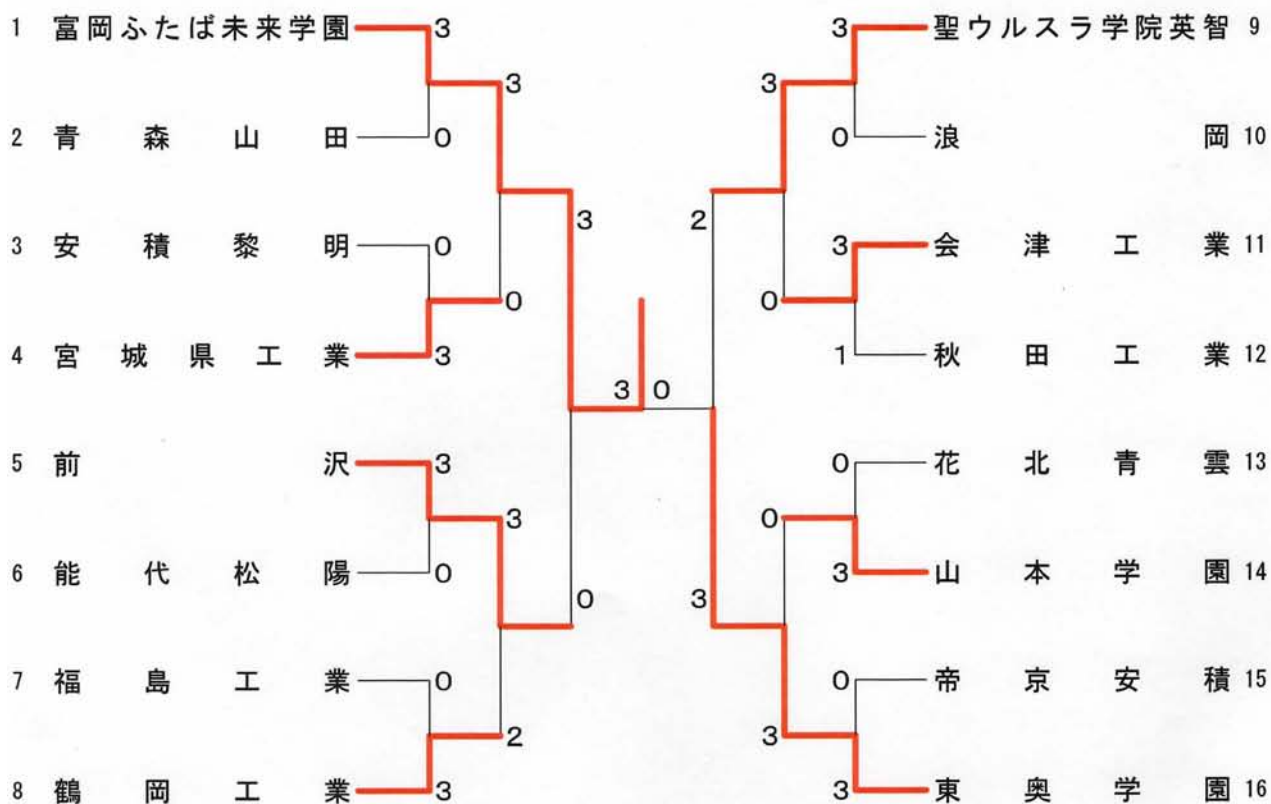 1 富岡ふたば未来学園 3 3 聖ウルスラ学院英智 9
3 3
2 青森山田 0 0 浪岡 10
3 2
3 安積黎明 0 3 会津工業 11
0 0
4 宮城県工業 3 1 秋田工業 12
3 0
5 前沢 3 0 花北青雲 13
3 0
6 能代松陽 0 3 山本学園 14
0 3
7 福島工業 0 0 帝京安積 15
2 3
8 鶴岡工業 3 3 東奥学園 16